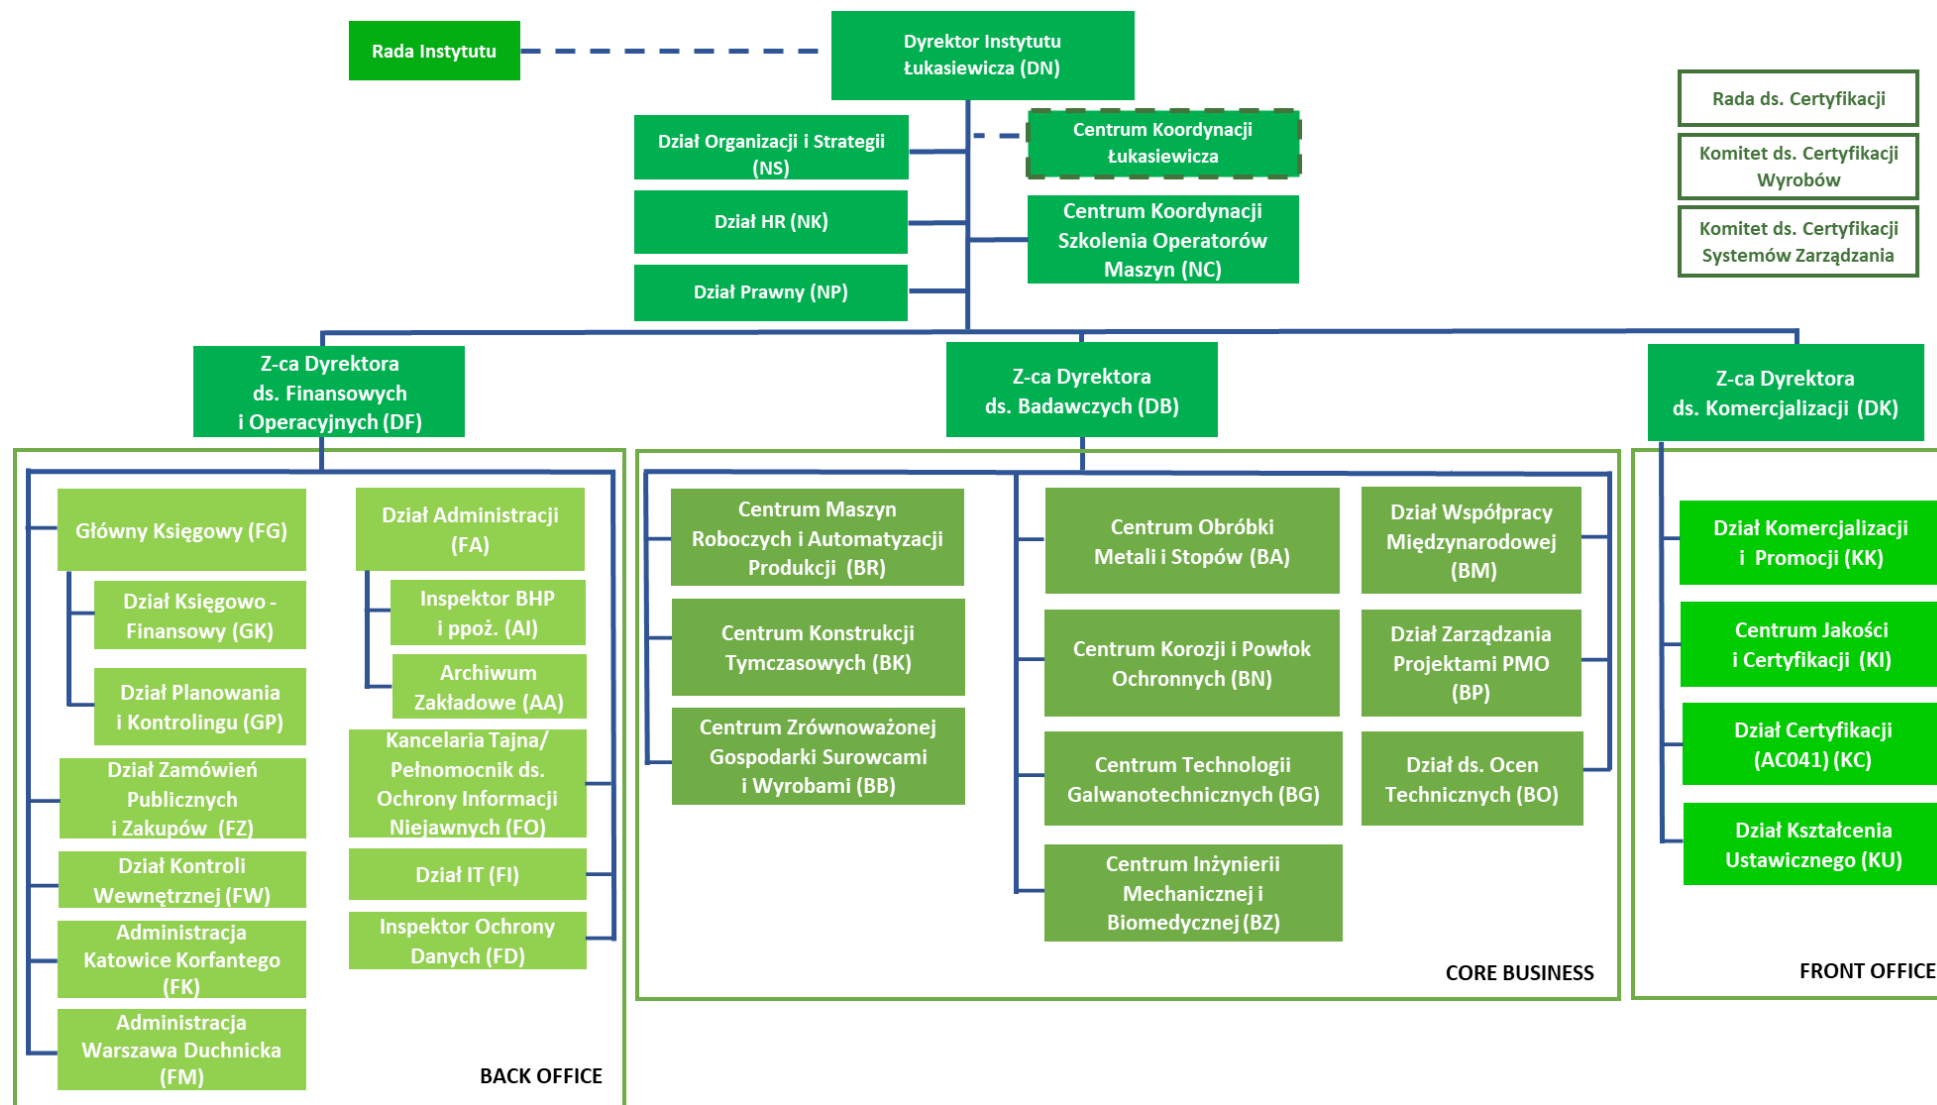 Rada Instytutu
Dyrektor Instytutu
Łukasiewicza (DN)
Rada ds. Certyfikacji
Komitet ds. Certyfikacji
Wyrobów
Komitet ds. Certyfikacji
Systemów Zarządzania
Dział Organizacji i Strategii
(NS)
Centrum Koordynacji
Łukasiewicza
Dział HR (NK)
Centrum Koordynacji
Szkolenia Operatorów
Maszyn (NC)
Dział Prawny (NP)
Z-ca Dyrektora
ds. Finansowych
i Operacyjnych (DF)
Z-ca Dyrektora
ds. Badawczych (DB)
Z-ca Dyrektora
ds. Komercjalizacji (DK)
Główny Księgowy (FG)
Dział Księgowo -
Finansowy (GK)
Dział Planowania
i Kontrolingu (GP)
Dział Zamówień
Publicznych
i Zakupów (FZ)
Dział Kontroli
Wewnętrznej (FW)
Administracja
Katowice Korfantego
(FK)
Administracja
Warszawa Duchnicka
(FM)
Dział Administracji
(FA)
Inspektor BHP
i ppoż. (AI)
Archiwum
Zakładowe (AA)
Kancelaria Tajna/
Pełnomocnik ds.
Ochrony Informacji
Niejawnych (FO)
Dział IT (FI)
Inspektor Ochrony
Danych (FD)
BACK OFFICE
Centrum Maszyn
Roboczych i Automatyzacji
Produkcji (BR)
Centrum Konstrukcji
Tymczasowych (BK)
Centrum Zrównoważonej
Gospodarki Surowcami
i Wyrobami (BB)
Centrum Obróbki
Metali i Stopów (BA)
Centrum Korozji i Powłok
Ochronnych (BN)
Centrum Technologii
Galwanotechnicznych (BG)
Centrum Inżynierii
Mechanicznej i
Biomedycznej (BZ)
Dział Współpracy
Międzynarodowej
(BM)
Dział Zarządzania
Projektami PMO
(BP)
Dział ds. Ocen
Technicznych (BO)
CORE BUSINESS
Dział Komercjalizacji
i Promocji (KK)
Centrum Jakości
i Certyfikacji (KI)
Dział Certyfikacji
(AC041) (KC)
Dział Kształcenia
Ustawicznego (KU)
FRONT OFFICE